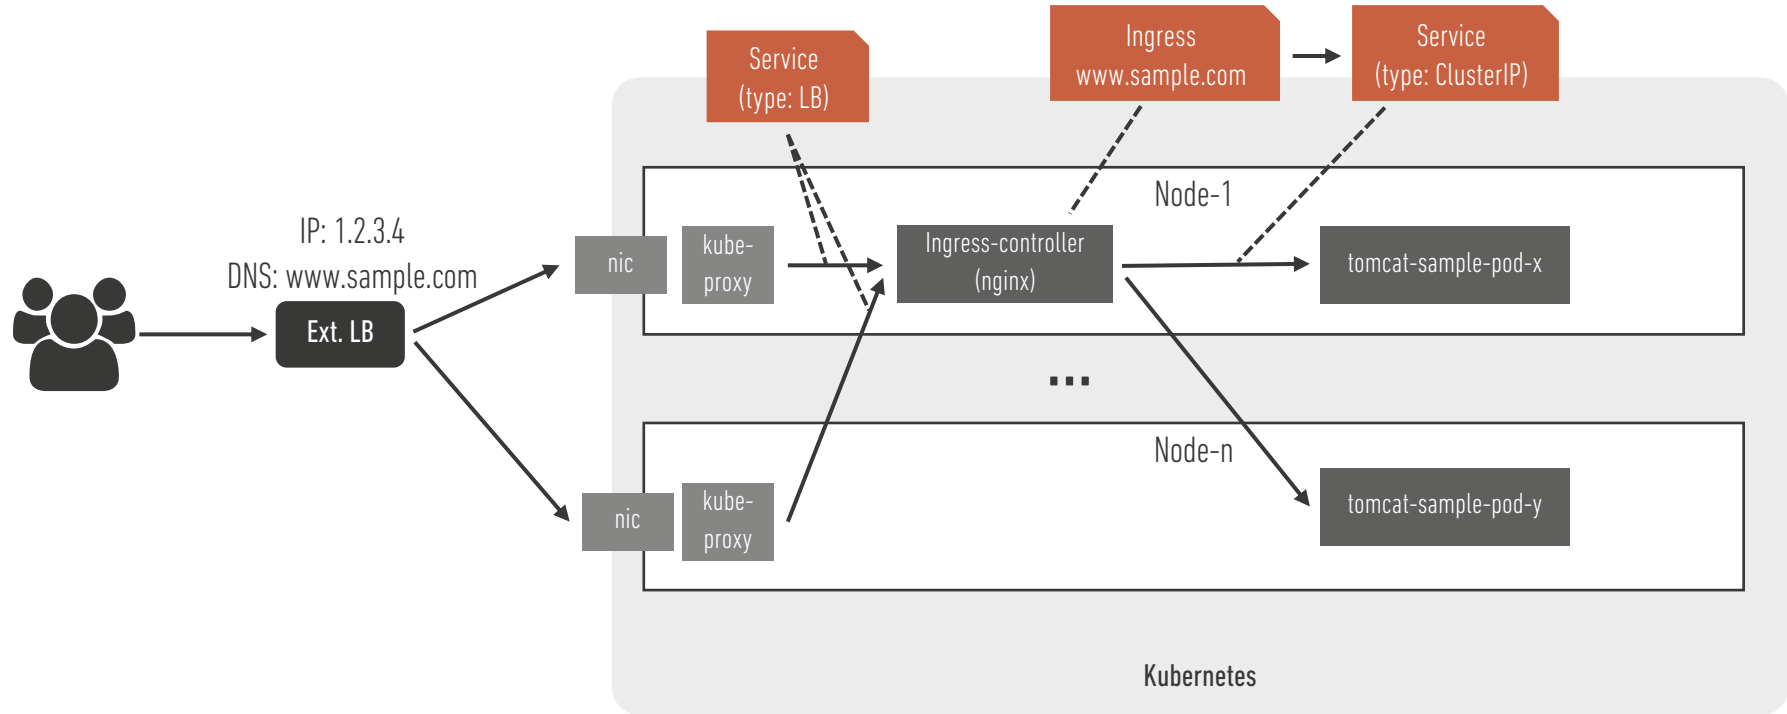 Service
(type: LB)
Ingress
www.sample.com
Service
(type: ClusterIP)
Node-1
IP: 1.2.3.4
DNS: www.sample.com
Ext. LB
nic
kube-
proxy
Ingress-controller
(nginx)
tomcat-sample-pod-x
...
Node-n
nic
kube-
proxy
tomcat-sample-pod-y
Kubernetes